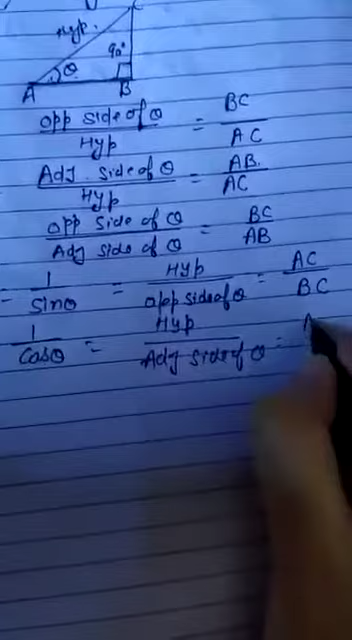 Hyp.
90°
θ
A B
opp side of θ / Hyp = BC / AC
Adj. side of θ / Hyp = AB. / AC
opp side of θ / Adj side of θ = BC / AB
= 1 / sinθ = Hyp / opp side of θ = AC / BC
1 / cosθ = Hyp / Adj side of θ =